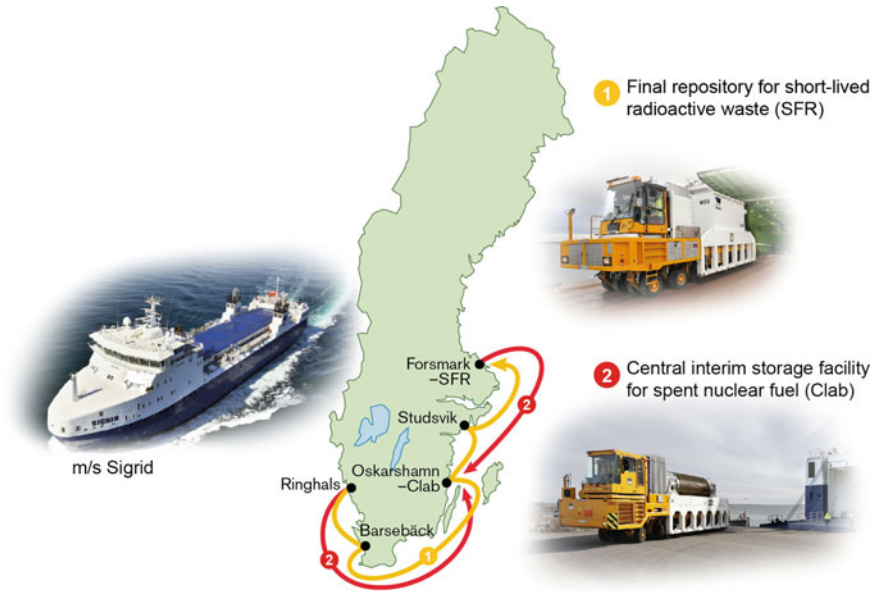 1
Final repository for short-lived
radioactive waste (SFR)
Forsmark
–SFR
2
Central interim storage facility
for spent nuclear fuel (Clab)
2
Studsvik
SIGRID
m/s Sigrid
Oskarshamn
–Clab
Ringhals
Barsebäck
1
2